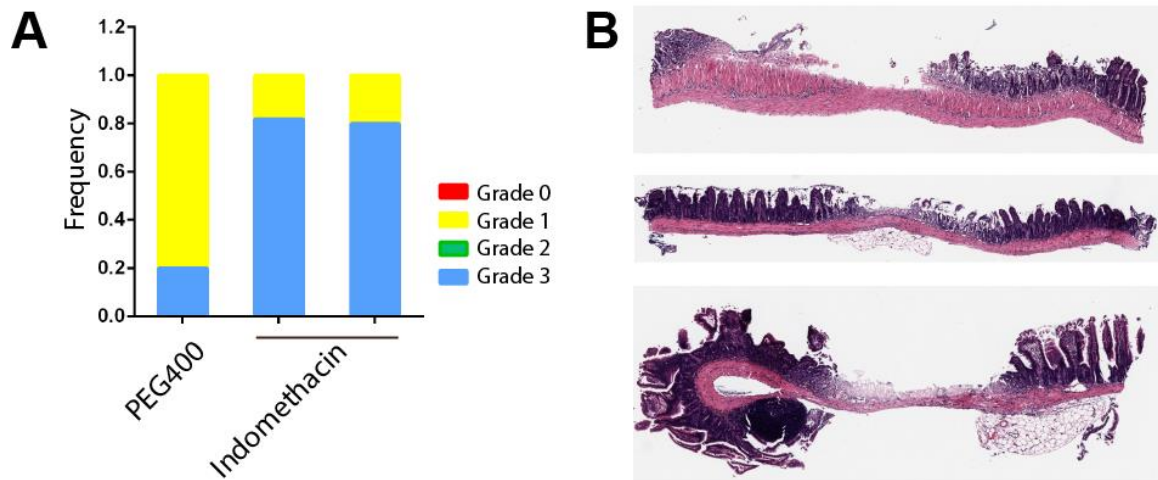 A
B
1.2
1.0
0.8
0.6
0.4
0.2
0.0
Frequency
Grade 0
Grade 1
Grade 2
Grade 3
PEG400
Indomethacin